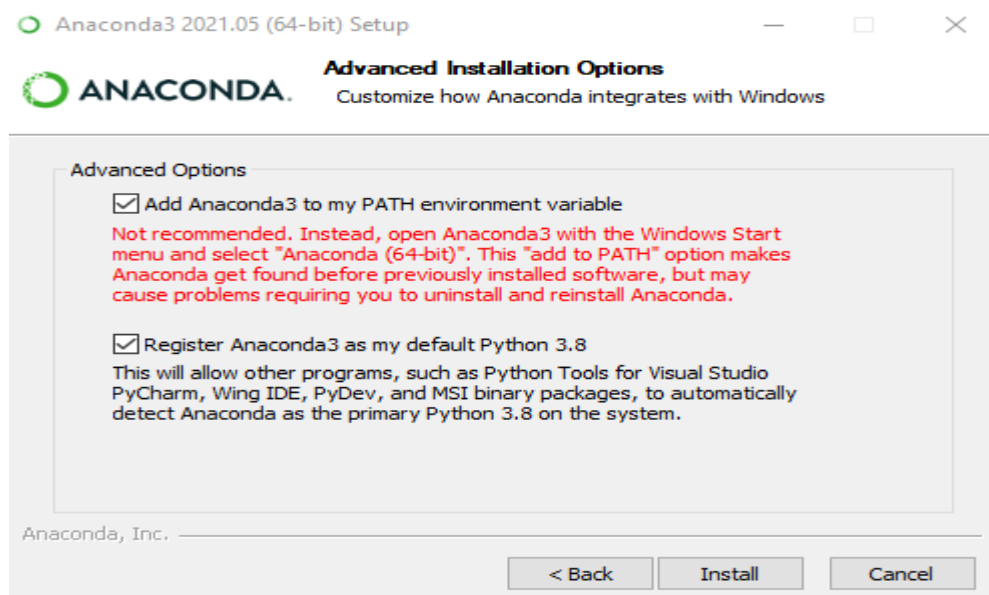 Anaconda3 2021.05 (64-bit) Setup
ANACONDA.
Advanced Installation Options
Customize how Anaconda integrates with Windows
Advanced Options
Add Anaconda3 to my PATH environment variable
Not recommended. Instead, open Anaconda3 with the Windows Start
menu and select "Anaconda (64-bit)". This "add to PATH" option makes
Anaconda get found before previously installed software, but may
cause problems requiring you to uninstall and reinstall Anaconda.
Register Anaconda3 as my default Python 3.8
This will allow other programs, such as Python Tools for Visual Studio
PyCharm, Wing IDE, PyDev, and MSI binary packages, to automatically
detect Anaconda as the primary Python 3.8 on the system.
Anaconda, Inc.
< Back Install Cancel